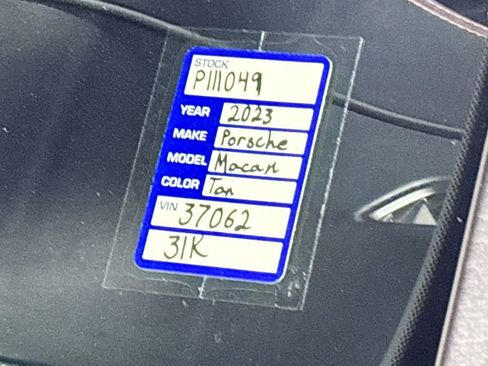 STOCK
P111049
YEAR 2023
MAKE Porsche
MODEL Macan
COLOR Tan
VIN 37062
31K